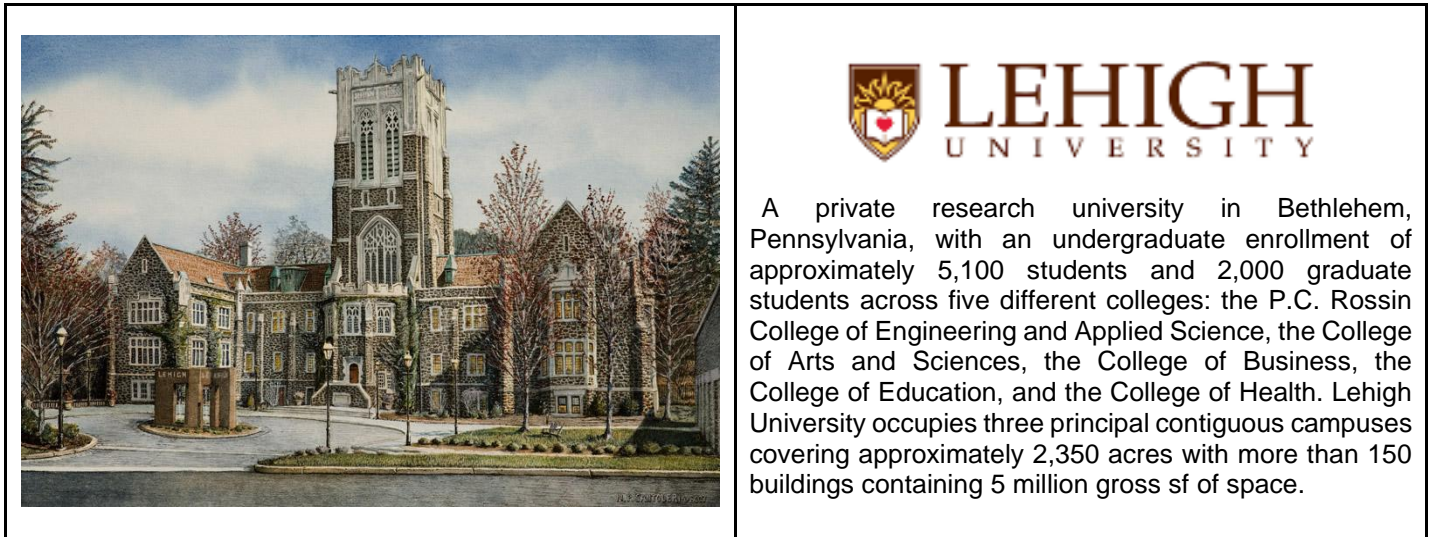 LEHIGH
UNIVERSITY
A private research university in Bethlehem,
Pennsylvania, with an undergraduate enrollment of
approximately 5,100 students and 2,000 graduate
students across five different colleges: the P.C. Rossin
College of Engineering and Applied Science, the College
of Arts and Sciences, the College of Business, the
College of Education, and the College of Health. Lehigh
University occupies three principal contiguous campuses
covering approximately 2,350 acres with more than 150
buildings containing 5 million gross sf of space.
LEHIGH